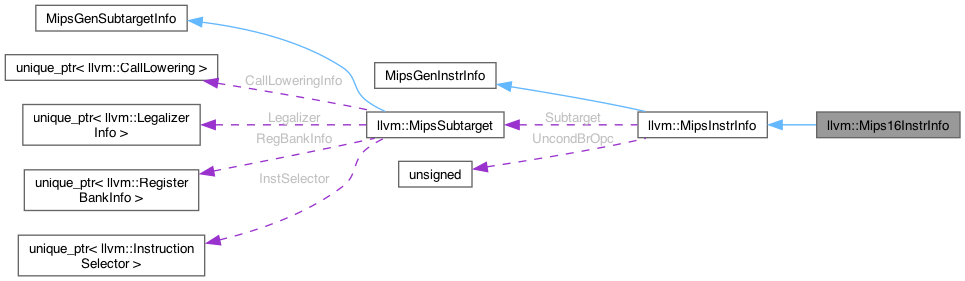 MipsGenSubtargetInfo
unique_ptr< llvm::CallLowering >
CallLoweringInfo
MipsGenInstrInfo
unique_ptr< llvm::Legalizer
Info >
Legalizer
RegBankInfo
llvm::MipsSubtarget
Subtarget
UncondBrOpc
llvm::MipsInstrInfo
llvm::Mips16InstrInfo
unsigned
unique_ptr< llvm::Register
BankInfo >
InstSelector
unique_ptr< llvm::Instruction
Selector >